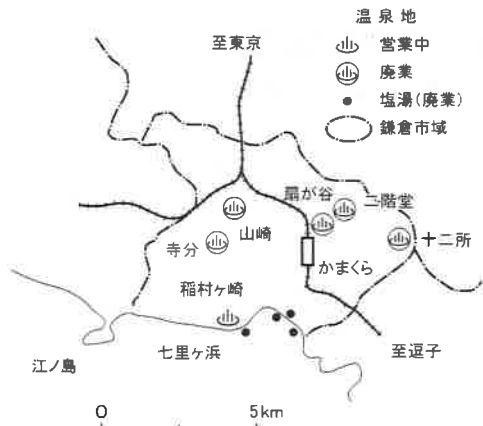 温泉地
営業中
廃業
塩湯(廃業)
鎌倉市域
至東京
扇が谷
二階堂
山崎
寺分
十二所
かまくら
稲村ヶ崎
七里ヶ浜
江ノ島
至逗子
0 5km